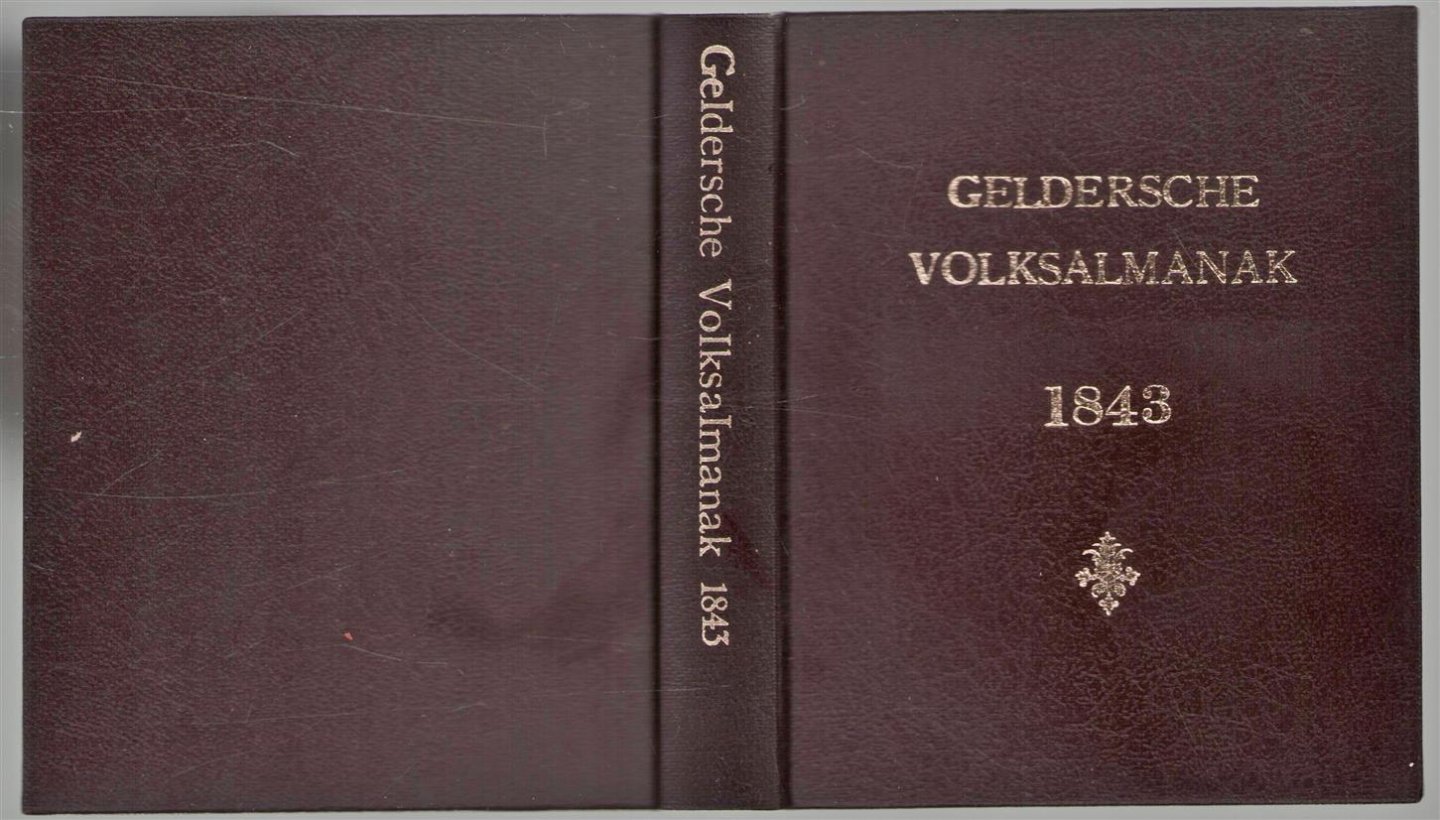 Geldersche Volksalmanak 1843
GELDERSCHE
VOLKSALMANAK
1843